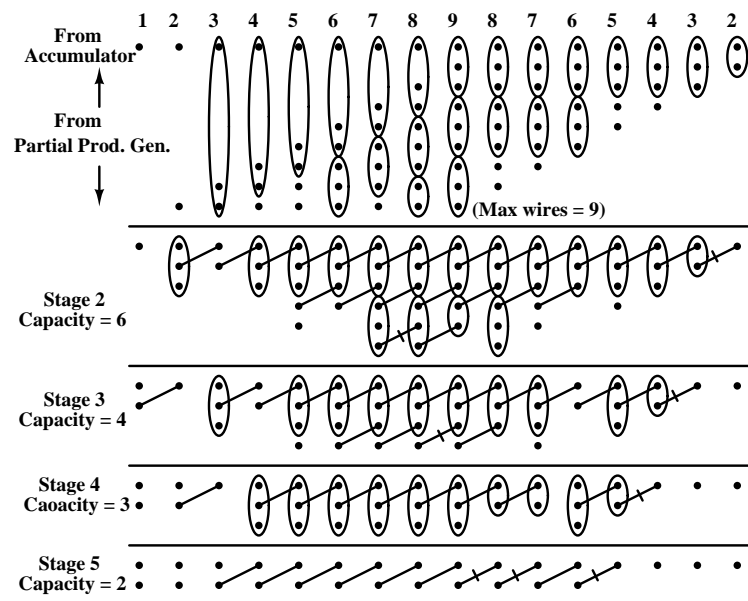 1 2 3 4 5 6 7 8 9 8 7 6 5 4 3 2
From
Accumulator
From
Partial Prod. Gen.
(Max wires = 9)
Stage 2
Capacity = 6
Stage 3
Capacity = 4
Stage 4
Caoacity = 3
Stage 5
Capacity = 2